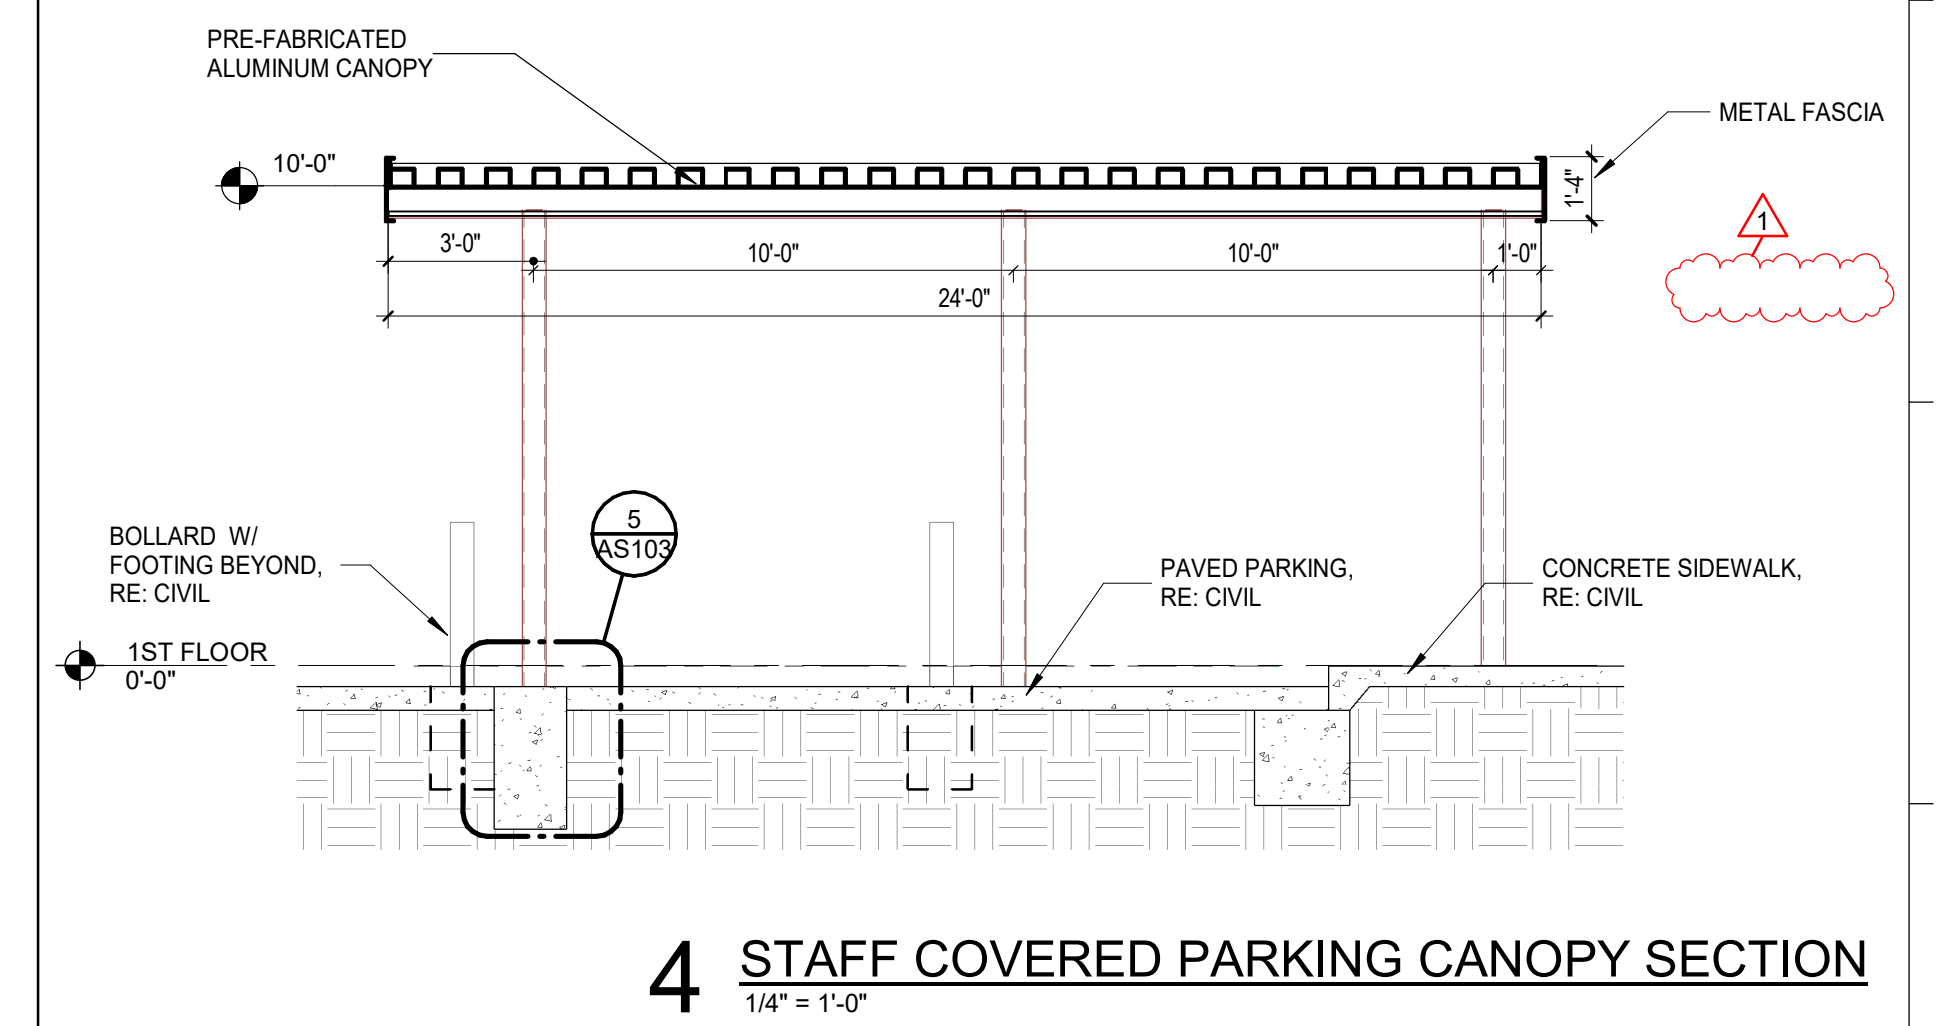 PRE-FABRICATED
ALUMINUM CANOPY
METAL FASCIA
10'-0"
1'-4"
1
3'-0"
10'-0"
10'-0"
1'-0"
24'-0"
5
AS103
BOLLARD W/
FOOTING BEYOND,
RE: CIVIL
PAVED PARKING,
RE: CIVIL
CONCRETE SIDEWALK,
RE: CIVIL
1ST FLOOR
0'-0"
4 STAFF COVERED PARKING CANOPY SECTION
1/4" = 1'-0"